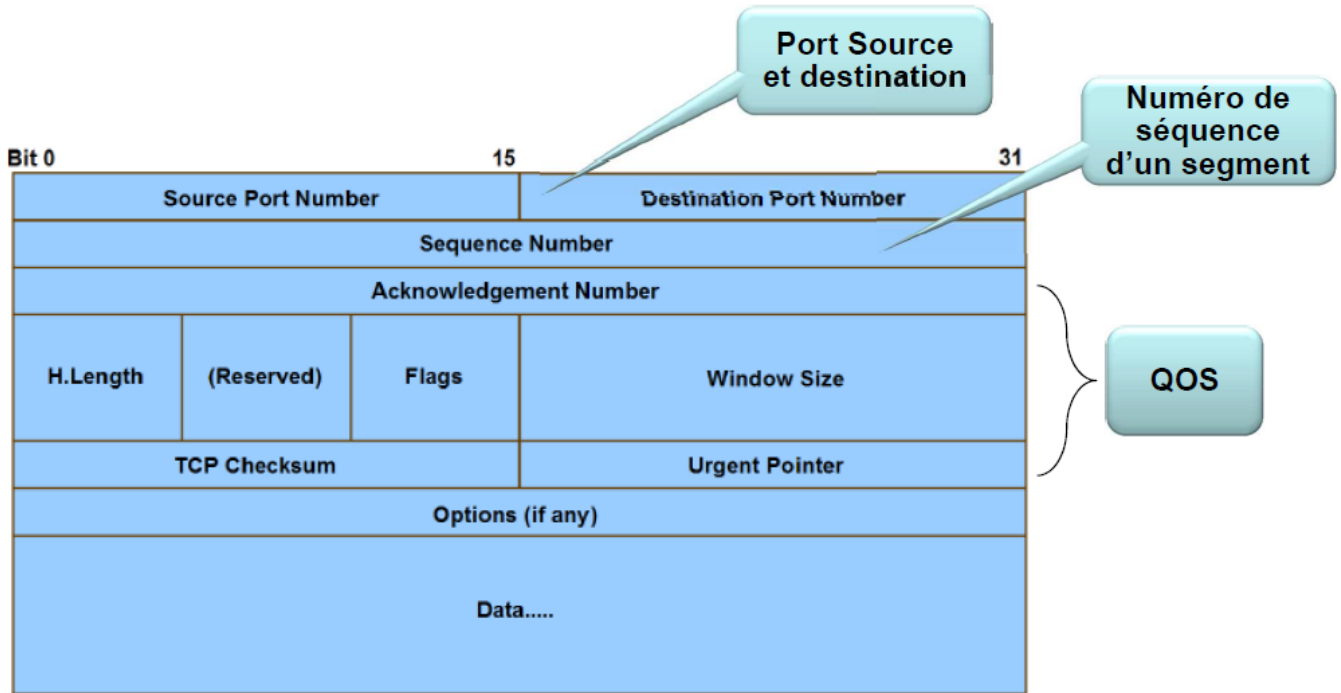 Port Source
et destination
Numéro de
séquence
d'un segment
Bit 0 15 31
Source Port Number Destination Port Number
Sequence Number
Acknowledgement Number
H.Length (Reserved) Flags Window Size
QOS
TCP Checksum Urgent Pointer
Options (if any)
Data.....